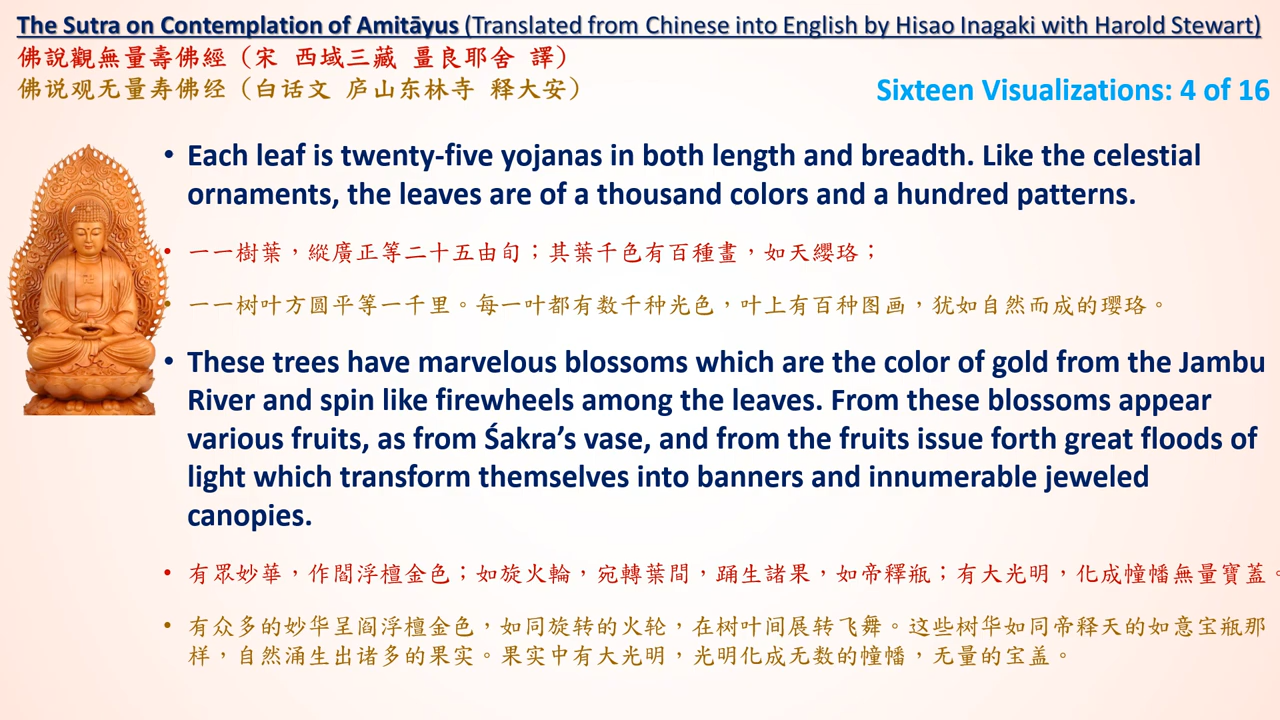 The Sutra on Contemplation of Amitāyus (Translated from Chinese into English by Hisao Inagaki with Harold Stewart)
佛說觀無量壽佛經（宋 西域三藏 畺良耶舍 譯）
佛说观无量寿佛经（白话文 庐山东林寺 释大安）
Sixteen Visualizations: 4 of 16
• Each leaf is twenty-five yojanas in both length and breadth. Like the celestial
ornaments, the leaves are of a thousand colors and a hundred patterns.
• 一一樹葉，縱廣正等二十五由旬；其葉千色有百種畫，如天纓珞；
• 一一树叶方圆平等一千里。每一叶都有数千种光色，叶上有百种图画，犹如自然而成的璎珞。
• These trees have marvelous blossoms which are the color of gold from the Jambu
River and spin like firewheels among the leaves. From these blossoms appear
various fruits, as from Śakra’s vase, and from the fruits issue forth great floods of
light which transform themselves into banners and innumerable jeweled
canopies.
• 有眾妙華，作閻浮檀金色；如旋火輪，宛轉葉間，踊生諸果，如帝釋瓶；有大光明，化成幢幡無量寶蓋。
• 有众多的妙华呈阎浮檀金色，如同旋转的火轮，在树叶间展转飞舞。这些树华如同帝释天的如意宝瓶那
样，自然涌生出诸多的果实。果实中有大光明，光明化成无数的幢幡，无量的宝盖。